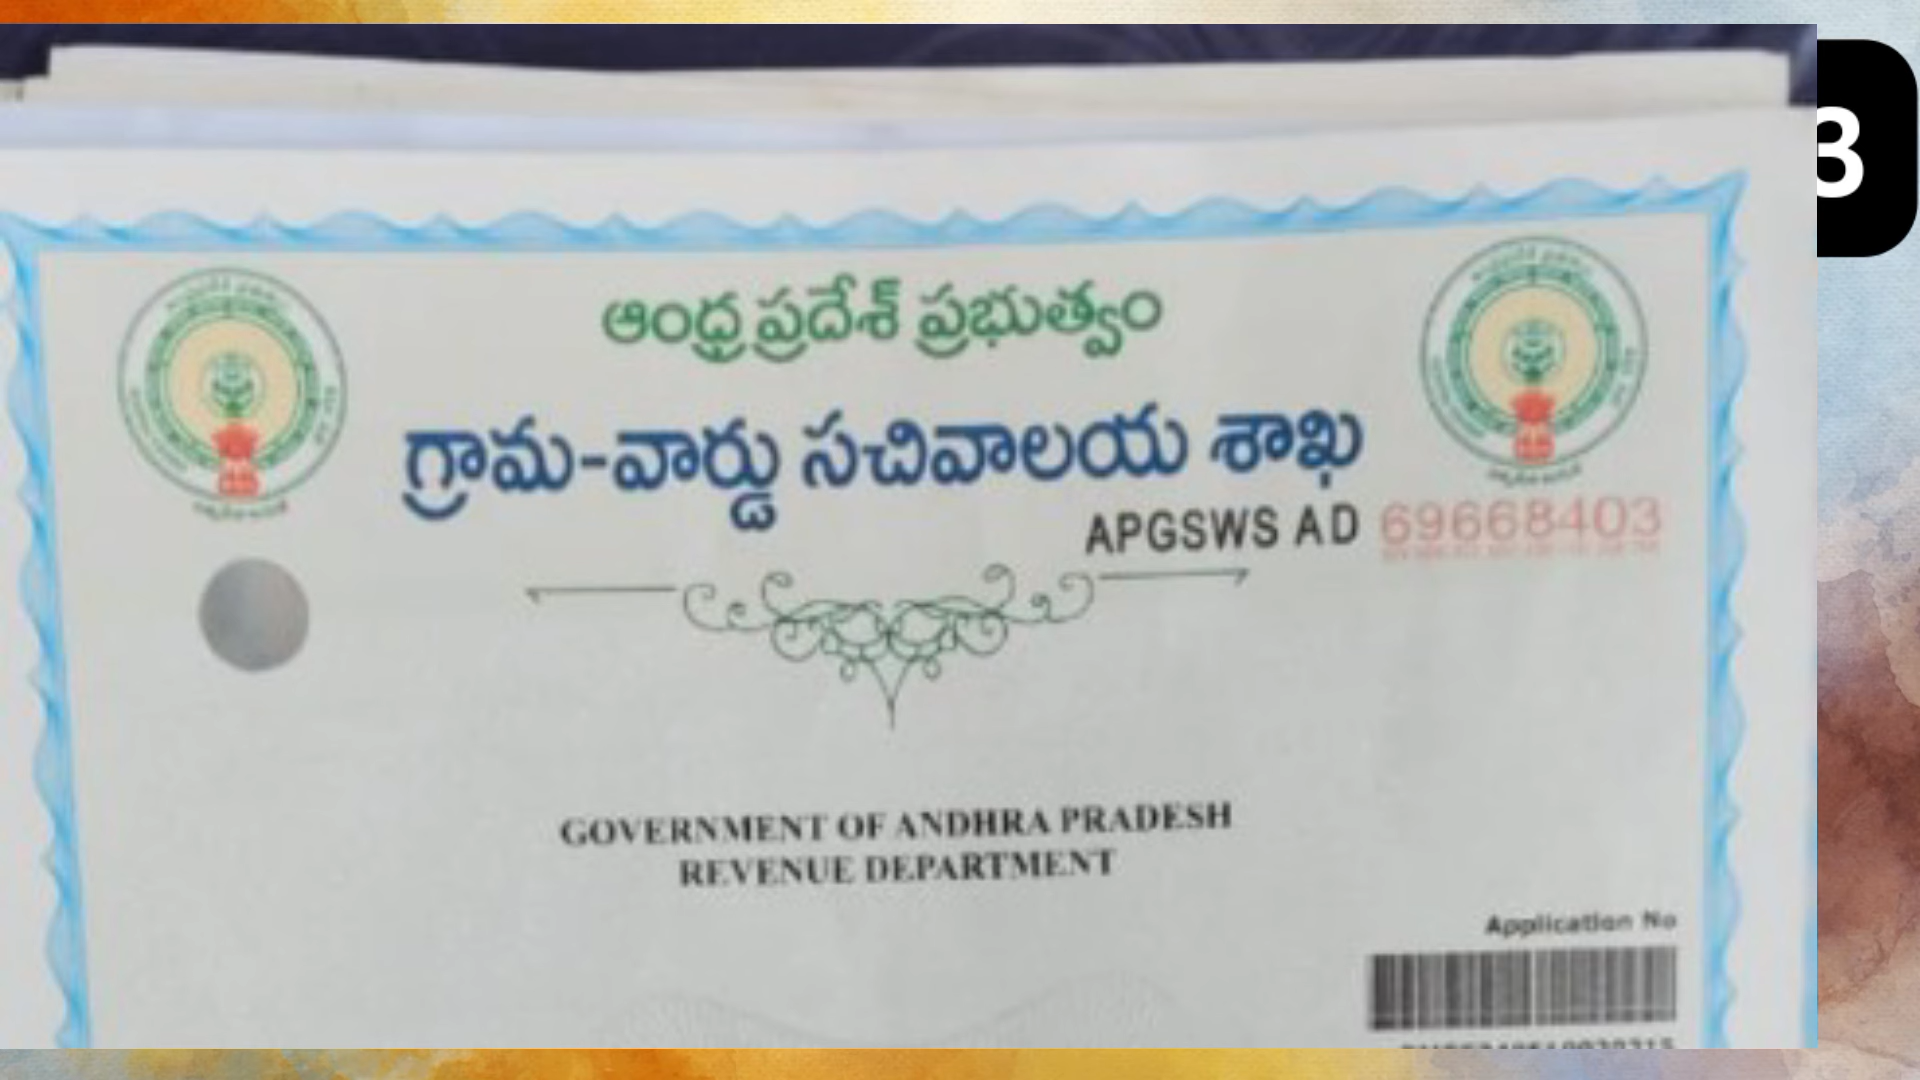 ఆంధ్ర ప్రదేశ్ ప్రభుత్వం
గ్రామ-వార్డు సచివాలయ శాఖ
APGSWS AD 69668403
GOVERNMENT OF ANDHRA PRADESH
REVENUE DEPARTMENT
Application No
3